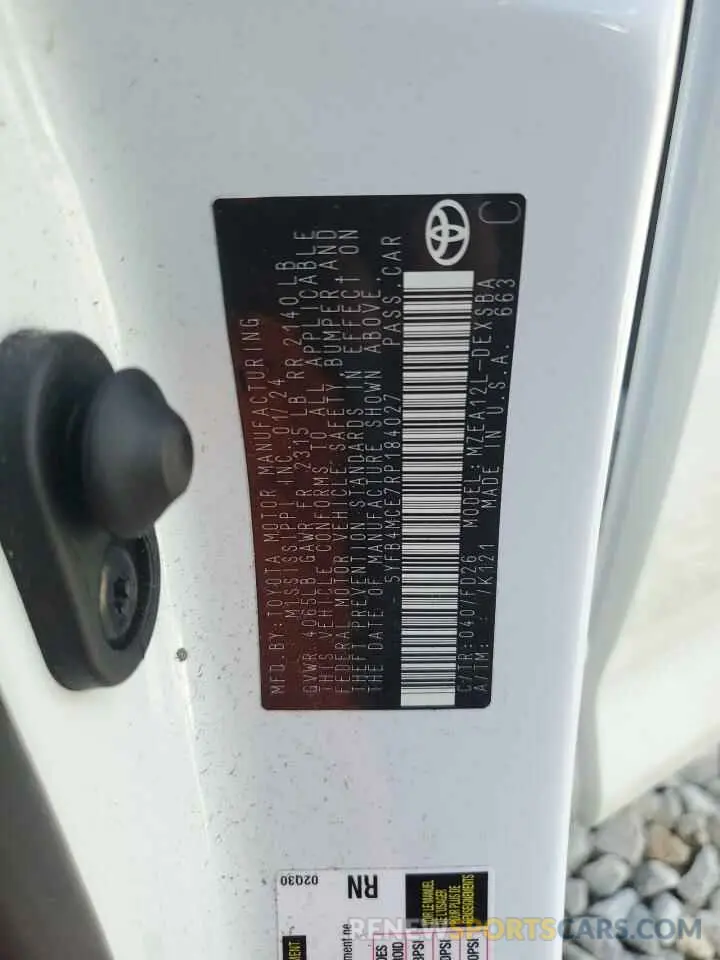 MFD.BY: TOYOTA MOTOR MANUFACTURING
MISSISSIPPI, INC. 01/24
GVWR 4065LB GAWR FR 2315 LB RR 2140LB
THIS VEHICLE CONFORMS TO ALL APPLICABLE
FEDERAL MOTOR VEHICLE SAFETY BUMPER AND
THEFT PREVENTION STANDARDS IN EFFECT ON
THE DATE OF MANUFACTURE SHOWN ABOVE.
5YFB4MCE7RP184027 PASS.CAR
C/TR:040 /FD26 MODEL: MZEA12L-DEXSBA
A/TM: - /K121 MADE IN U.S.A. 663
C
02Q30
RN
RENEWSPORTSCARS.COM